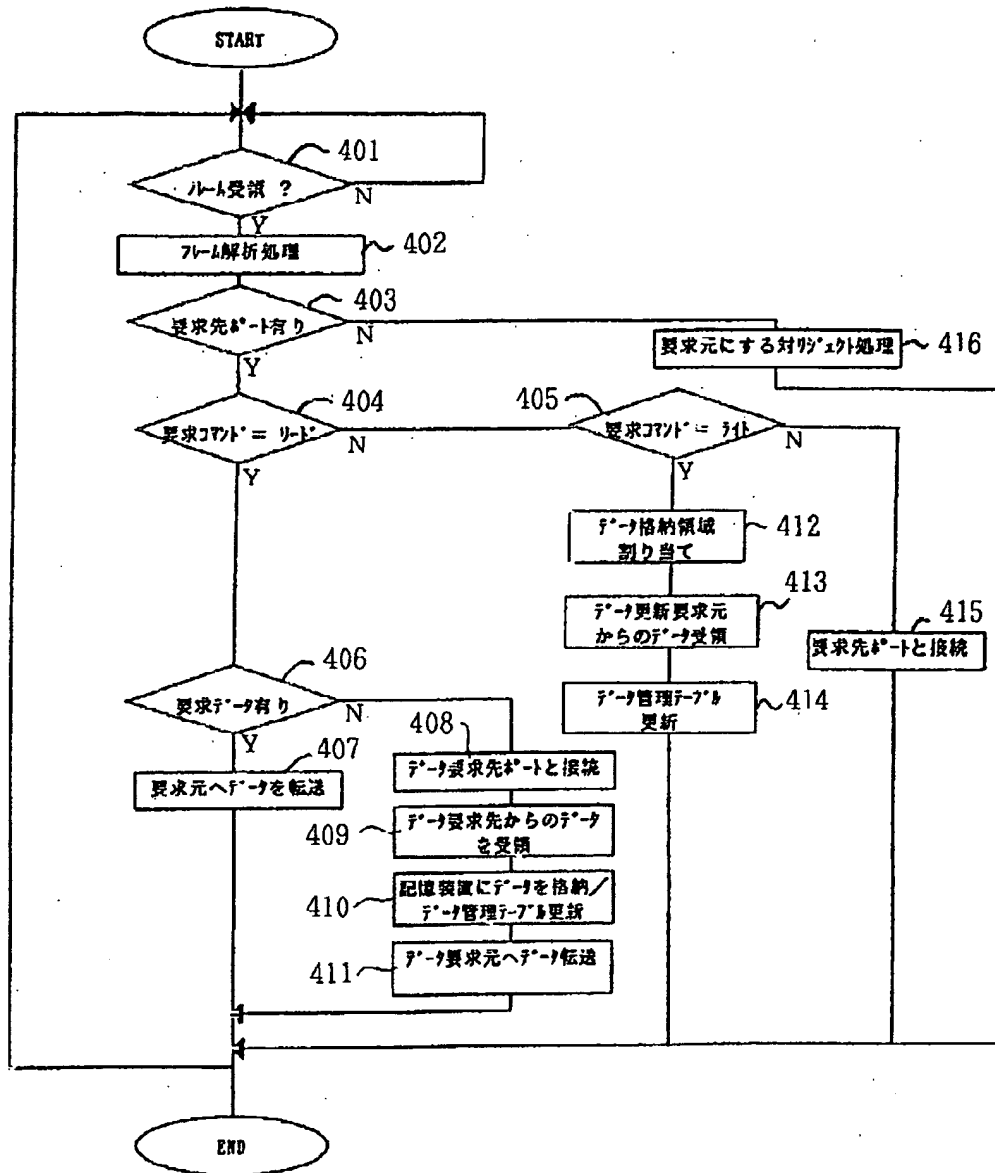 START
401
フレーム受領 ?
N
Y
フレーム解析処理
402
403
要求先ポート有り
N
Y
要求元にする対リジェクト処理
416
404
要求コマンド = リード
N
Y
405
要求コマンド = ライト
N
Y
データ格納領域
割り当て
412
413
データ更新要求元
からのデータ受領
415
要求先ポートと接続
データ管理テーブル
更新
414
406
要求データ有り
N
Y
407
要求元へデータを転送
408
データ要求先ポートと接続
409
データ要求先からのデータ
を受領
410
記憶装置にデータを格納/
データ管理テーブル更新
411
データ要求元へデータ転送
END